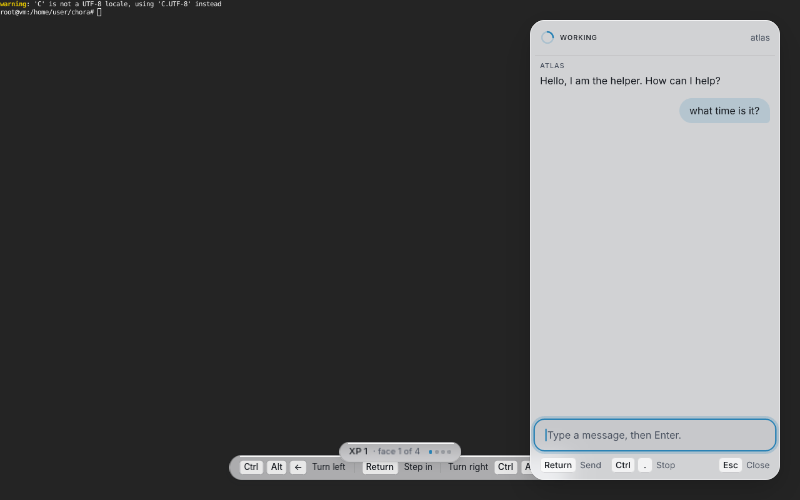 warning: 'C' is not a UTF-8 locale, using 'C.UTF-8' instead
root@vm:/home/user/chora#
WORKING
atlas
ATLAS
Hello, I am the helper. How can I help?
what time is it?
Type a message, then Enter.
Return Send Ctrl . Stop Esc Close
XP 1 · face 1 of 4
Ctrl Alt ← Turn left Return Step in Turn right Ctrl A